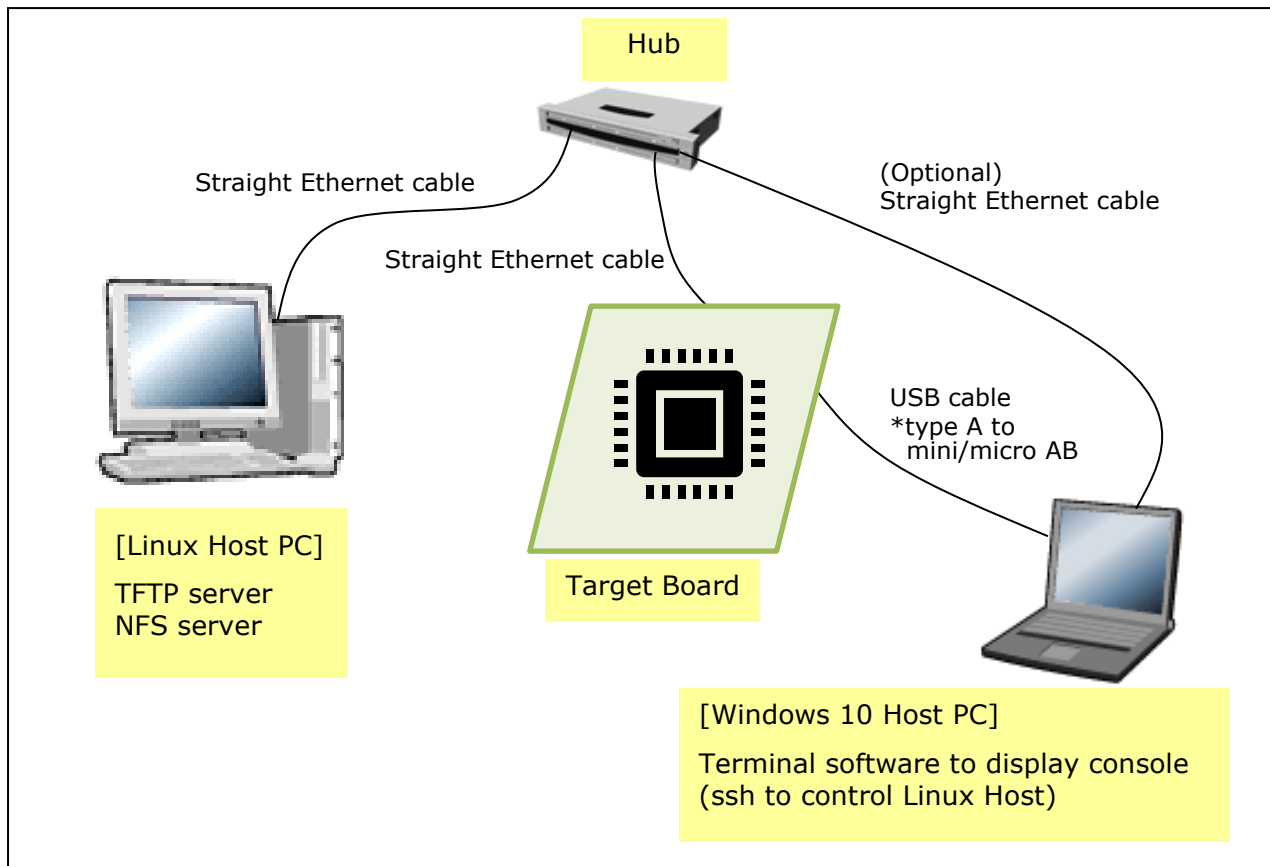 Hub
Straight Ethernet cable
(Optional)
Straight Ethernet cable
Straight Ethernet cable
USB cable
*type A to
mini/micro AB
[Linux Host PC]
TFTP server
NFS server
Target Board
[Windows 10 Host PC]
Terminal software to display console
(ssh to control Linux Host)